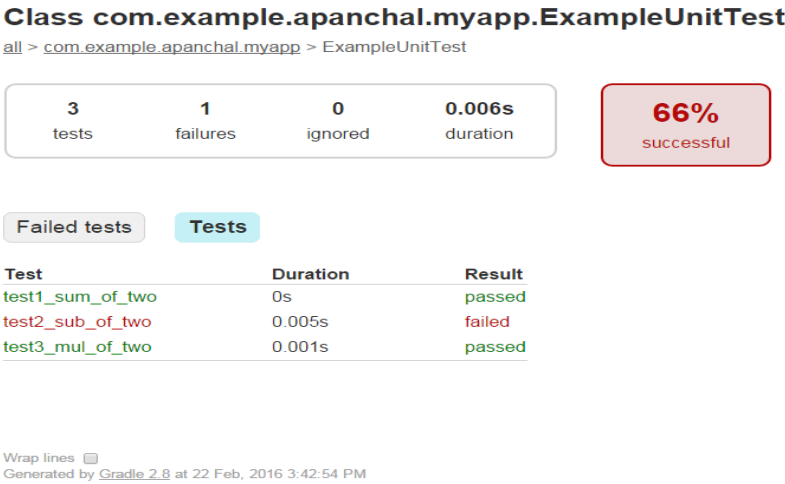 Class com.example.apanchal.myapp.ExampleUnitTest
all > com.example.apanchal.myapp > ExampleUnitTest
3 1 0 0.006s
tests failures ignored duration
66%
successful
Failed tests Tests
Test Duration Result
test1_sum_of_two 0s passed
test2_sub_of_two 0.005s failed
test3_mul_of_two 0.001s passed
Wrap lines
Generated by Gradle 2.8 at 22 Feb, 2016 3:42:54 PM